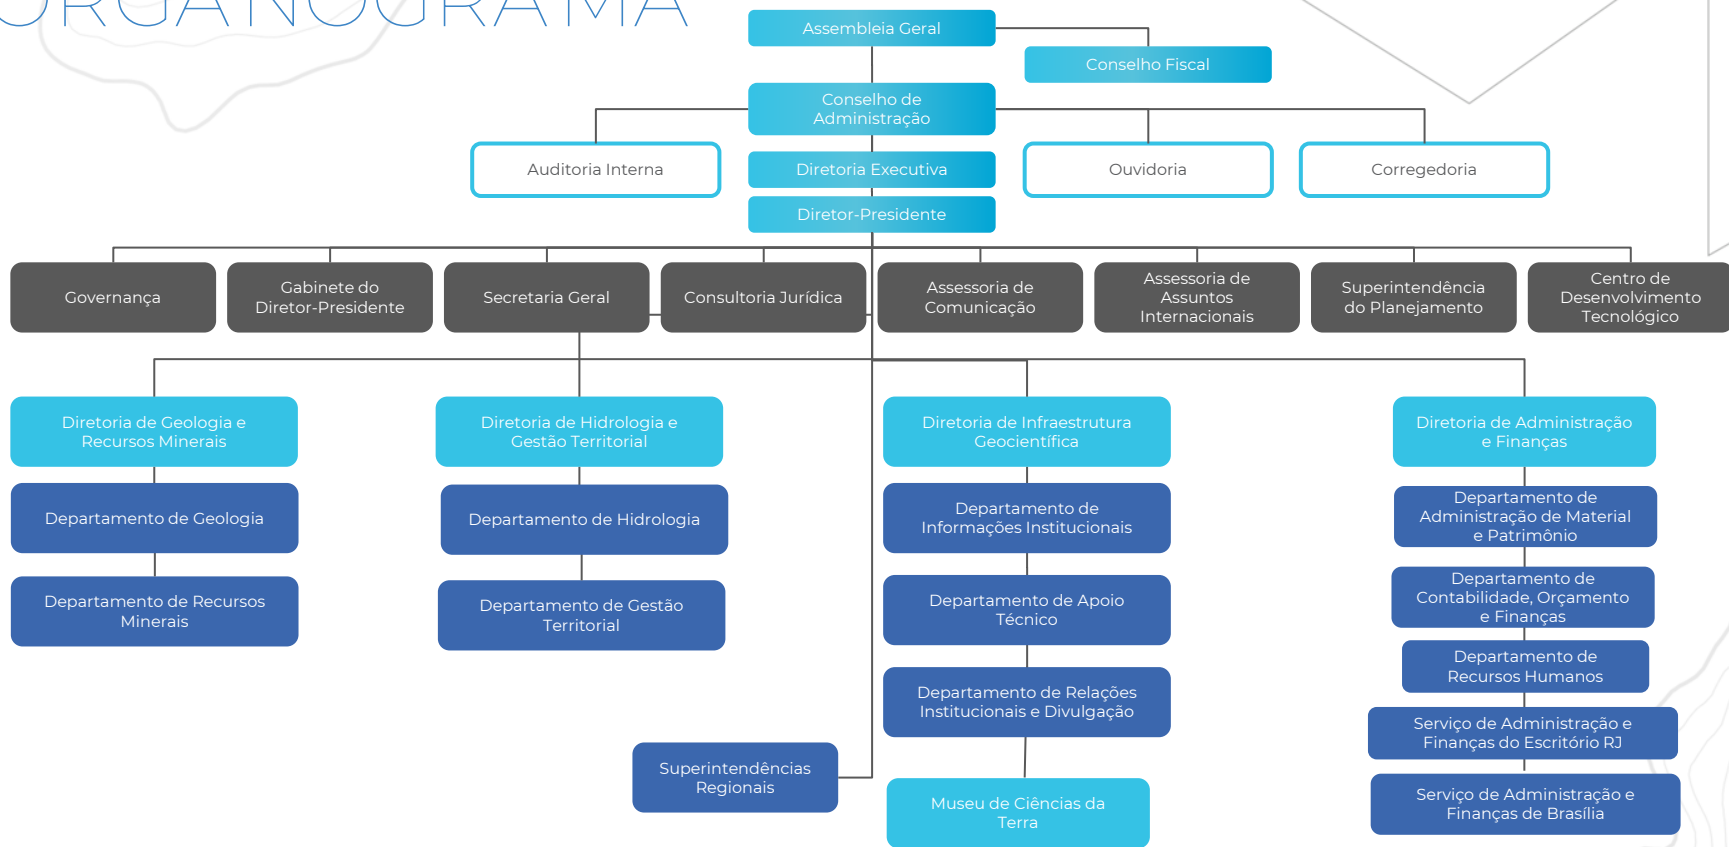 ORGANOGRAMA
Assembleia Geral
Conselho Fiscal
Conselho de
Administração
Auditoria Interna
Diretoria Executiva
Ouvidoria
Corregedoria
Diretor-Presidente
Governança
Gabinete do
Diretor-Presidente
Secretaria Geral
Consultoria Jurídica
Assessoria de
Comunicação
Assessoria de
Assuntos
Internacionais
Superintendência
do Planejamento
Centro de
Desenvolvimento
Tecnológico
Diretoria de Geologia e
Recursos Minerais
Diretoria de Hidrologia e
Gestão Territorial
Diretoria de Infraestrutura
Geocientífica
Diretoria de Administração
e Finanças
Departamento de Geologia
Departamento de Hidrologia
Departamento de
Informações Institucionais
Departamento de
Administração de Material
e Patrimônio
Departamento de Recursos
Minerais
Departamento de Gestão
Territorial
Departamento de Apoio
Técnico
Departamento de
Contabilidade, Orçamento
e Finanças
Departamento de
Recursos Humanos
Departamento de Relações
Institucionais e Divulgação
Serviço de Administração e
Finanças do Escritório RJ
Superintendências
Regionais
Museu de Ciências da
Terra
Serviço de Administração e
Finanças de Brasília